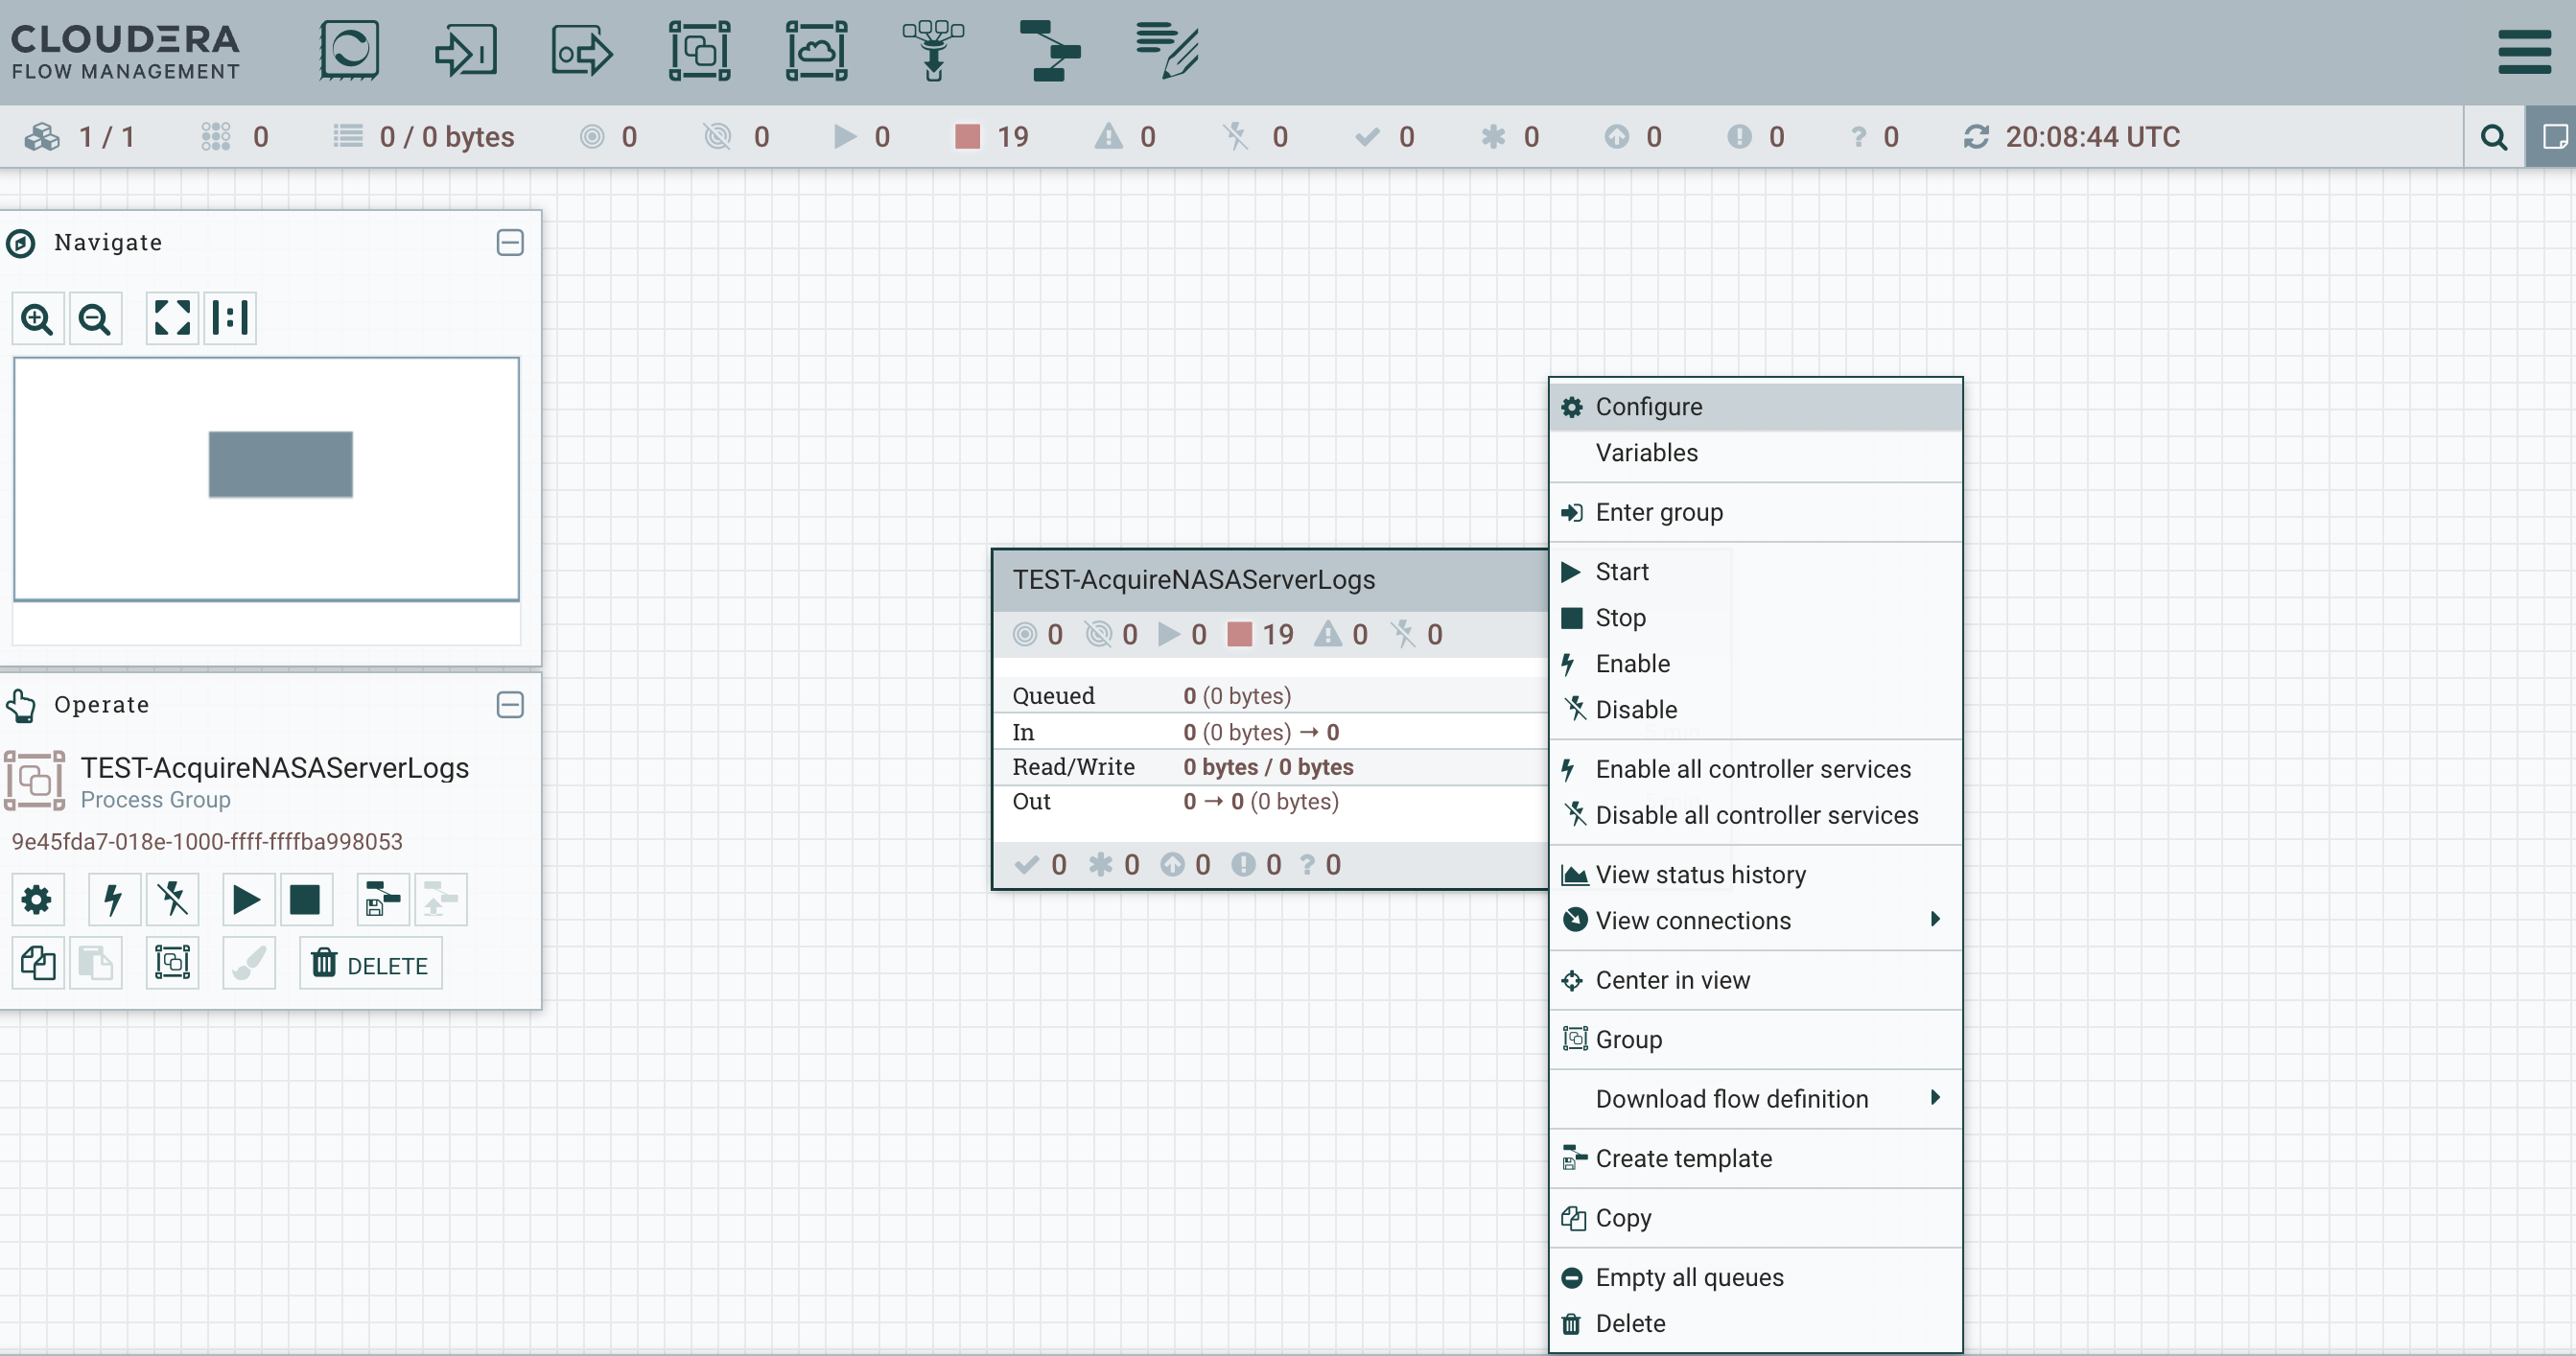 CLOUDERA
FLOW MANAGEMENT
1 / 1 0 0 / 0 bytes 0 0 0 19 0 0 0 0 0 0 ? 0 20:08:44 UTC
Navigate
Operate
TEST-AcquireNASAServerLogs
Process Group
9e45fda7-018e-1000-ffff-ffffba998053
DELETE
TEST-AcquireNASAServerLogs
0 0 0 19 0 0
Queued 0 (0 bytes)
In 0 (0 bytes) → 0
Read/Write 0 bytes / 0 bytes
Out 0 → 0 (0 bytes)
0 0 0 0 ? 0
Configure
Variables
Enter group
Start
Stop
Enable
Disable
Enable all controller services
Disable all controller services
View status history
View connections
Center in view
Group
Download flow definition
Create template
Copy
Empty all queues
Delete